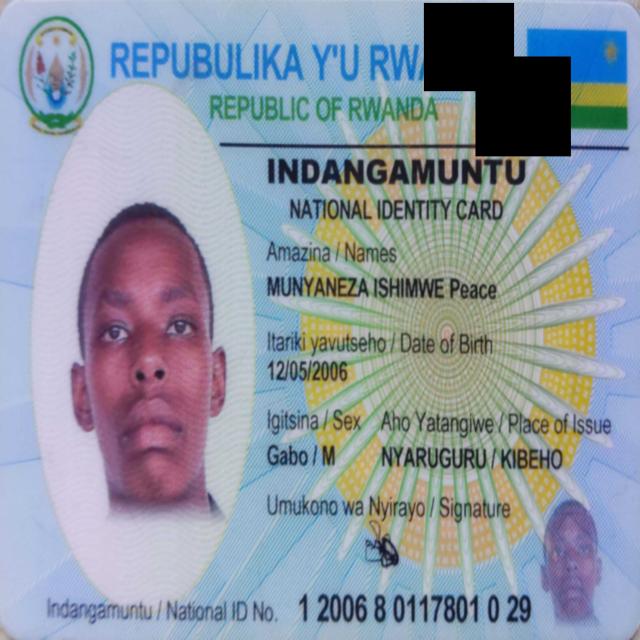 REPUBULIKA Y'U RW
REPUBLIC OF RWANDA
INDANGAMUNTU
NATIONAL IDENTITY CARD
Amazina / Names
MUNYANEZA ISHIMWE Peace
Itariki yavutseho / Date of Birth
12/05/2006
Igitsina / Sex Aho Yatangiwe / Place of Issue
Gabo / M NYARUGURU / KIBEHO
Umukono wa Nyirayo / Signature
Indangamuntu / National ID No. 1 2006 8 0117801 0 29